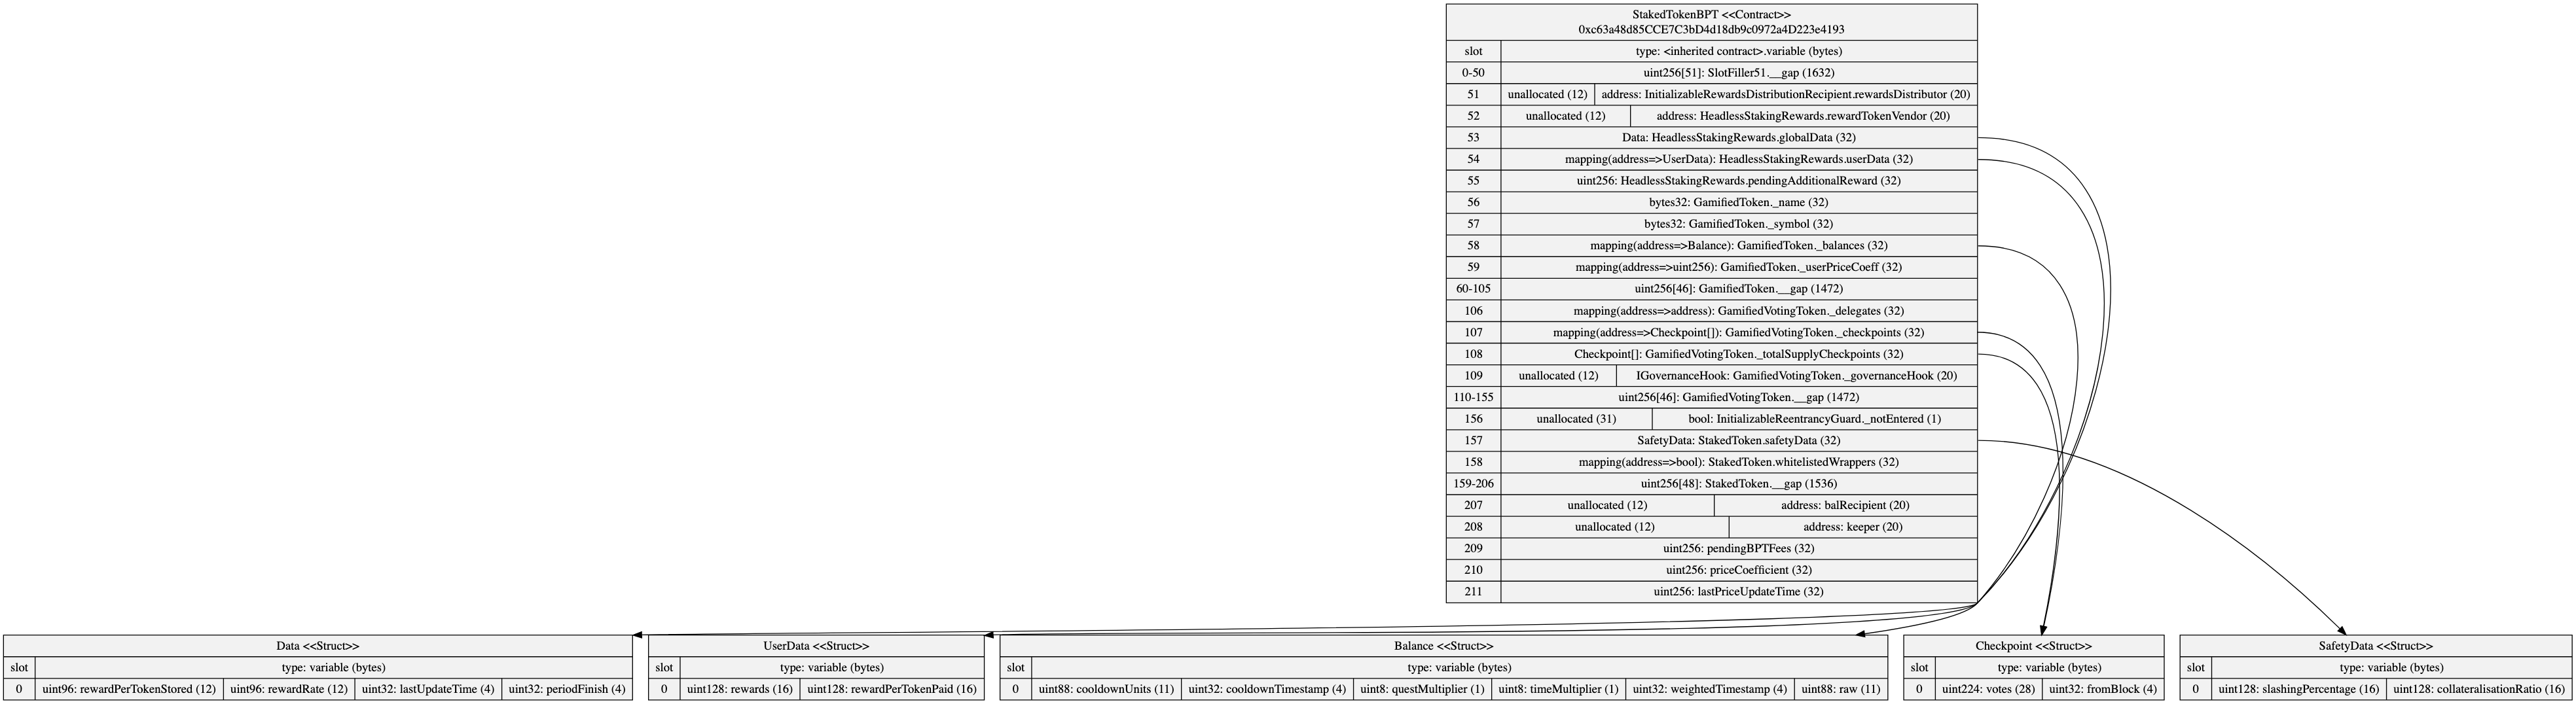 StakedTokenBPT <<Contract>>
0xc63a48d85CCE7C3bD4d18db9c0972a4D223e4193
slot type: <inherited contract>.variable (bytes)
0-50 uint256[51]: SlotFiller51.__gap (1632)
51 unallocated (12) address: InitializableRewardsDistributionRecipient.rewardsDistributor (20)
52 unallocated (12) address: HeadlessStakingRewards.rewardTokenVendor (20)
53 Data: HeadlessStakingRewards.globalData (32)
54 mapping(address=>UserData): HeadlessStakingRewards.userData (32)
55 uint256: HeadlessStakingRewards.pendingAdditionalReward (32)
56 bytes32: GamifiedToken._name (32)
57 bytes32: GamifiedToken._symbol (32)
58 mapping(address=>Balance): GamifiedToken._balances (32)
59 mapping(address=>uint256): GamifiedToken._userPriceCoeff (32)
60-105 uint256[46]: GamifiedToken.__gap (1472)
106 mapping(address=>address): GamifiedVotingToken._delegates (32)
107 mapping(address=>Checkpoint[]): GamifiedVotingToken._checkpoints (32)
108 Checkpoint[]: GamifiedVotingToken._totalSupplyCheckpoints (32)
109 unallocated (12) IGovernanceHook: GamifiedVotingToken._governanceHook (20)
110-155 uint256[46]: GamifiedVotingToken.__gap (1472)
156 unallocated (31) bool: InitializableReentrancyGuard._notEntered (1)
157 SafetyData: StakedToken.safetyData (32)
158 mapping(address=>bool): StakedToken.whitelistedWrappers (32)
159-206 uint256[48]: StakedToken.__gap (1536)
207 unallocated (12) address: balRecipient (20)
208 unallocated (12) address: keeper (20)
209 uint256: pendingBPTFees (32)
210 uint256: priceCoefficient (32)
211 uint256: lastPriceUpdateTime (32)
Data <<Struct>>
slot type: variable (bytes)
0 uint96: rewardPerTokenStored (12) uint96: rewardRate (12) uint32: lastUpdateTime (4) uint32: periodFinish (4)
UserData <<Struct>>
slot type: variable (bytes)
0 uint128: rewards (16) uint128: rewardPerTokenPaid (16)
Balance <<Struct>>
slot type: variable (bytes)
0 uint88: cooldownUnits (11) uint32: cooldownTimestamp (4) uint8: questMultiplier (1) uint8: timeMultiplier (1) uint32: weightedTimestamp (4) uint88: raw (11)
Checkpoint <<Struct>>
slot type: variable (bytes)
0 uint224: votes (28) uint32: fromBlock (4)
SafetyData <<Struct>>
slot type: variable (bytes)
0 uint128: slashingPercentage (16) uint128: collateralisationRatio (16)